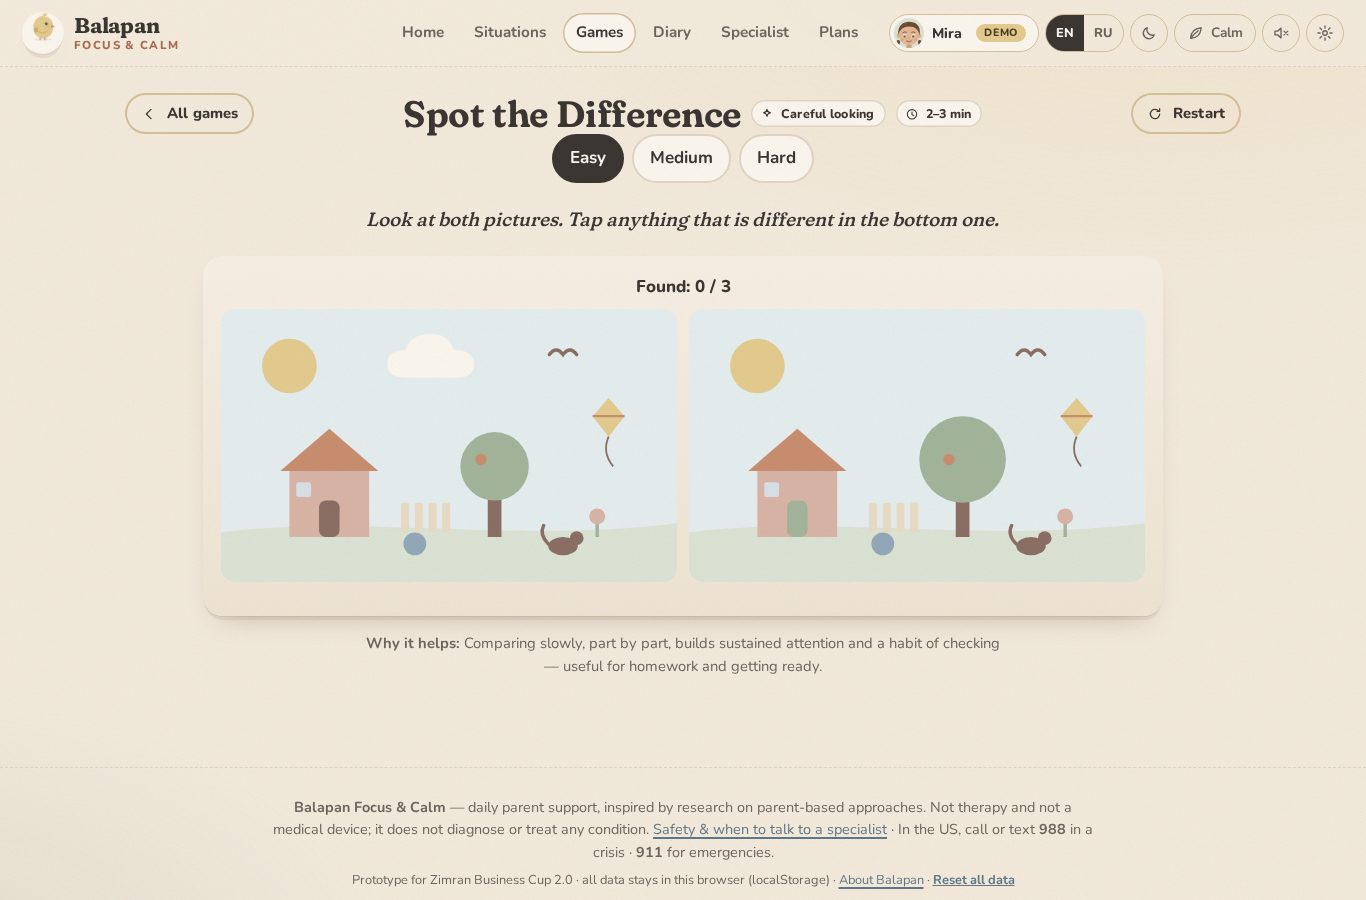 Balapan
FOCUS & CALM
Home
Situations
Games
Diary
Specialist
Plans
Mira
DEMO
EN
RU
Calm
All games
Spot the Difference
Careful looking
2–3 min
Restart
Easy
Medium
Hard
Look at both pictures. Tap anything that is different in the bottom one.
Found: 0 / 3
Why it helps: Comparing slowly, part by part, builds sustained attention and a habit of checking
— useful for homework and getting ready.
Balapan Focus & Calm — daily parent support, inspired by research on parent-based approaches. Not therapy and not a
medical device; it does not diagnose or treat any condition. Safety & when to talk to a specialist · In the US, call or text 988 in a
crisis · 911 for emergencies.
Prototype for Zimran Business Cup 2.0 · all data stays in this browser (localStorage) · About Balapan · Reset all data